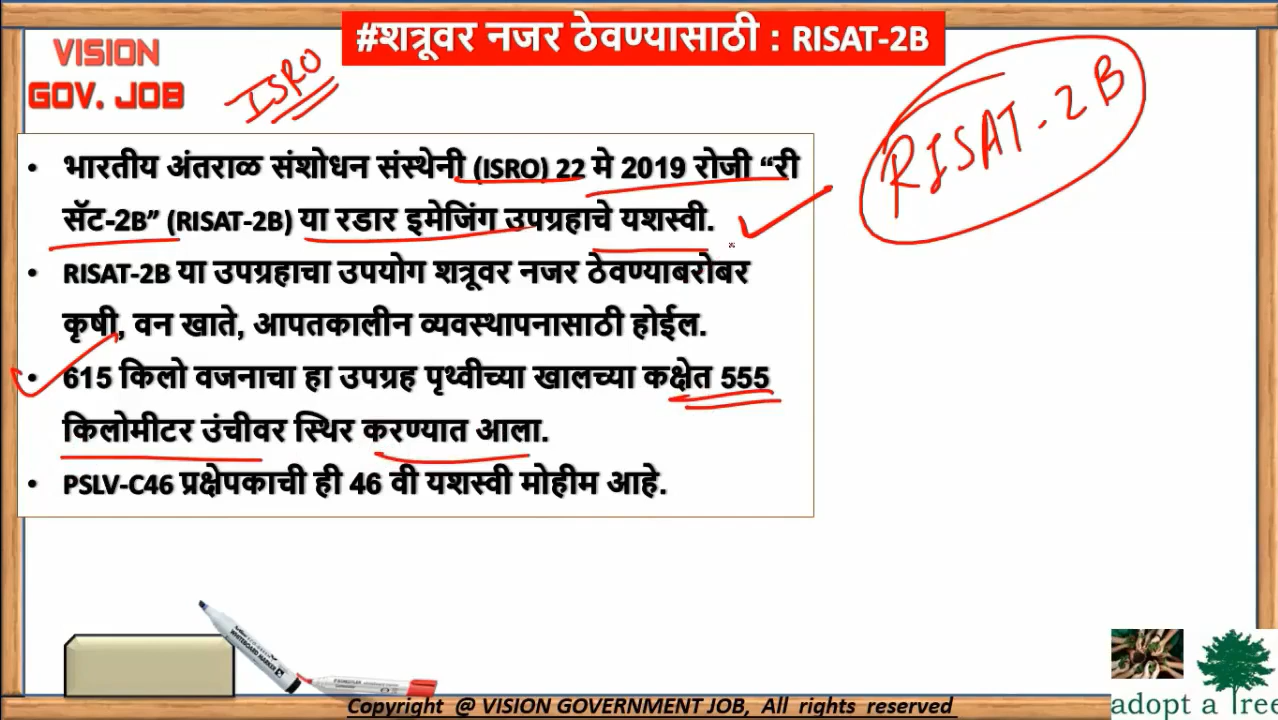 #शत्रूवर नजर ठेवण्यासाठी : RISAT-2B
VISION
GOV. JOB
ISRO
RISAT-2B
• भारतीय अंतराळ संशोधन संस्थेनी (ISRO) 22 मे 2019 रोजी “री
सॅट-2B” (RISAT-2B) या रडार इमेजिंग उपग्रहाचे यशस्वी.
• RISAT-2B या उपग्रहाचा उपयोग शत्रूवर नजर ठेवण्याबरोबर
कृषी, वन खाते, आपतकालीन व्यवस्थापनासाठी होईल.
• 615 किलो वजनाचा हा उपग्रह पृथ्वीच्या खालच्या कक्षेत 555
किलोमीटर उंचीवर स्थिर करण्यात आला.
• PSLV-C46 प्रक्षेपकाची ही 46 वी यशस्वी मोहीम आहे.
WHITEBOARD MARKER
adopt a Tree
Copyright @ VISION GOVERNMENT JOB, All rights reserved